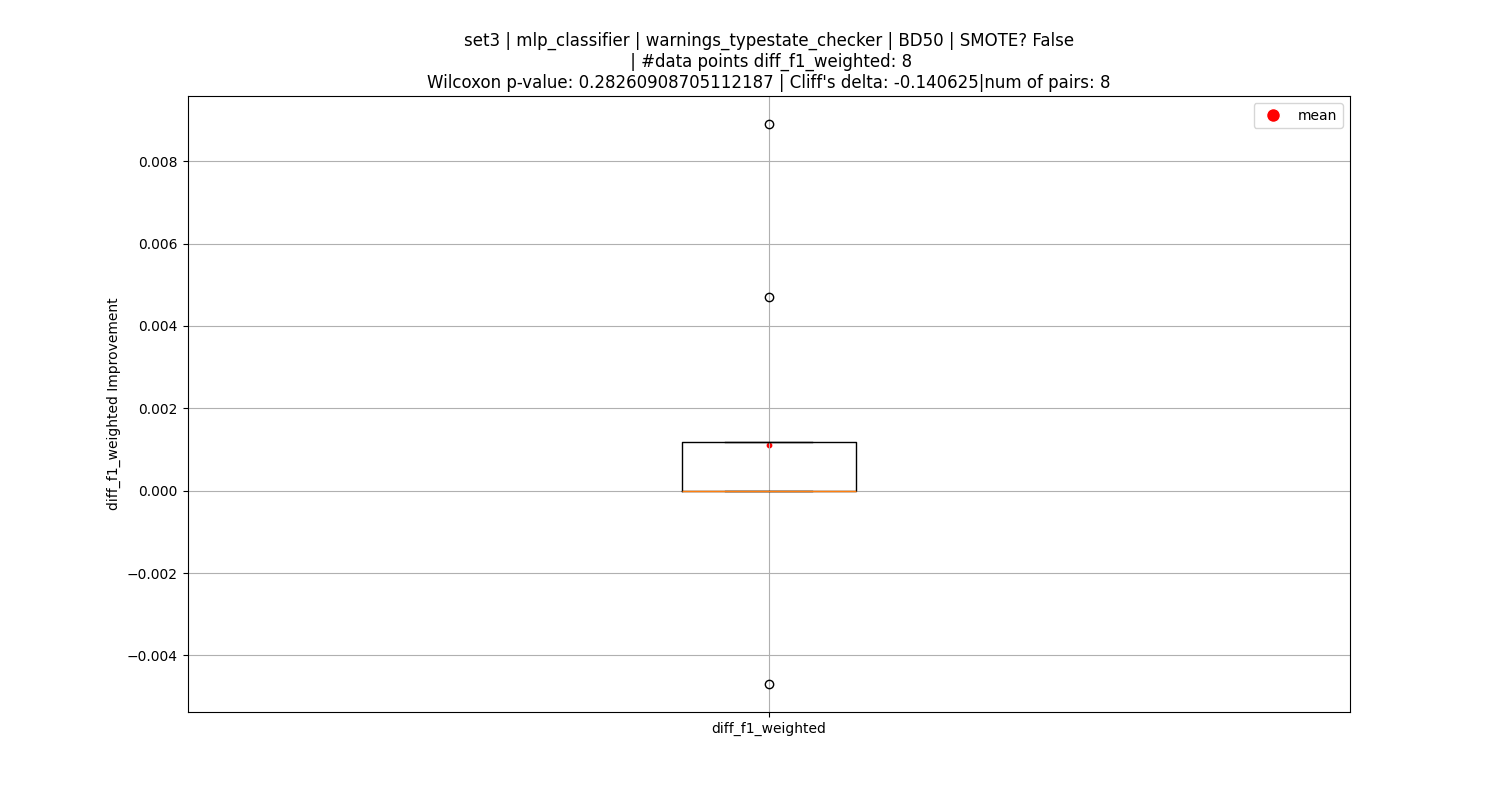 set3 | mlp_classifier | warnings_typestate_checker | BD50 | SMOTE? False
| #data points diff_f1_weighted: 8
Wilcoxon p-value: 0.28260908705112187 | Cliff's delta: -0.140625|num of pairs: 8
mean
0.008
0.006
0.004
0.002
0.000
−0.002
−0.004
diff_f1_weighted Improvement
diff_f1_weighted